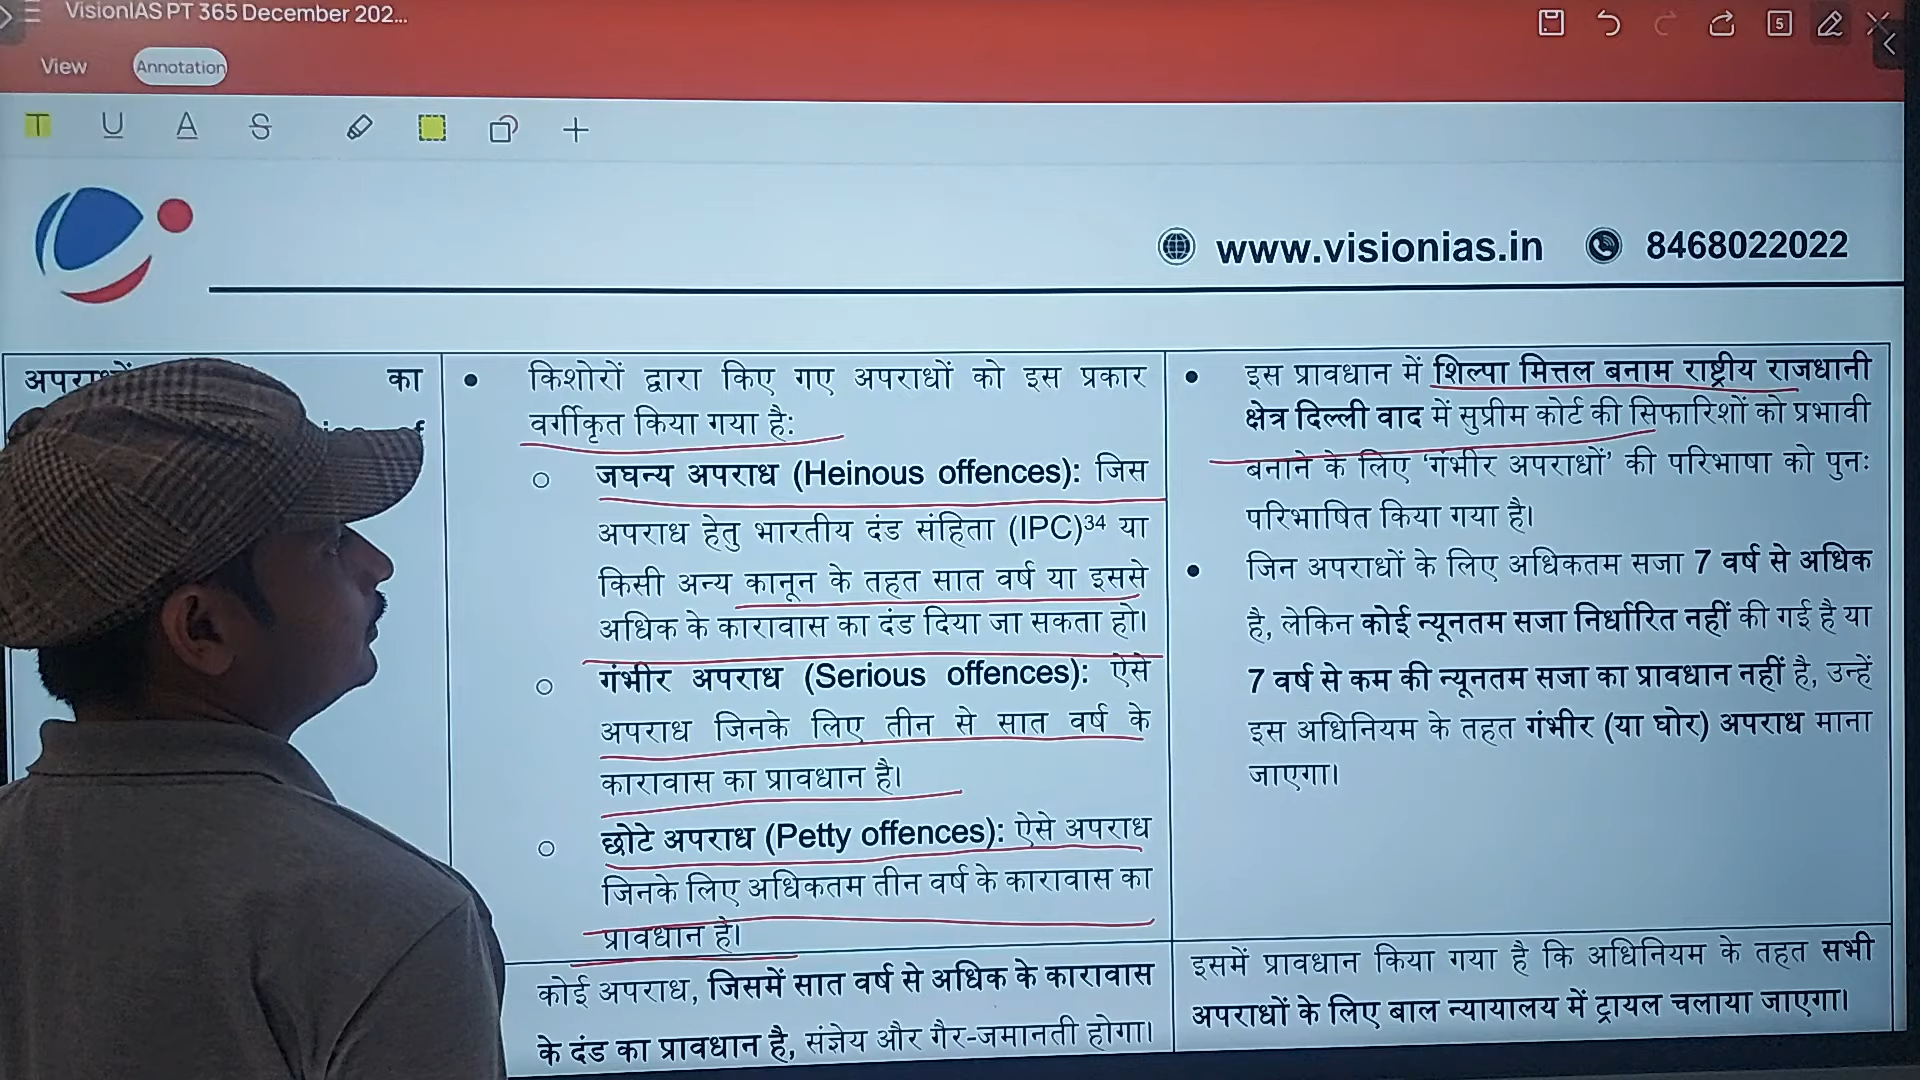 VisionIAS PT 365 December 202...
5
View
Annotation
T U A S
www.visionias.in 8468022022
का
• किशोरों द्वारा किए गए अपराधों को इस प्रकार
वर्गीकृत किया गया है:
○ जघन्य अपराध (Heinous offences): जिस
अपराध हेतु भारतीय दंड संहिता (IPC)³⁴ या
किसी अन्य कानून के तहत सात वर्ष या इससे
अधिक के कारावास का दंड दिया जा सकता हो।
○ गंभीर अपराध (Serious offences): ऐसे
अपराध जिनके लिए तीन से सात वर्ष के
कारावास का प्रावधान है।
○ छोटे अपराध (Petty offences): ऐसे अपराध
जिनके लिए अधिकतम तीन वर्ष के कारावास का
प्रावधान है।
• इस प्रावधान में शिल्पा मित्तल बनाम राष्ट्रीय राजधानी
क्षेत्र दिल्ली वाद में सुप्रीम कोर्ट की सिफारिशों को प्रभावी
बनाने के लिए 'गंभीर अपराधों' की परिभाषा को पुनः
परिभाषित किया गया है।
• जिन अपराधों के लिए अधिकतम सजा 7 वर्ष से अधिक
है, लेकिन कोई न्यूनतम सजा निर्धारित नहीं की गई है या
7 वर्ष से कम की न्यूनतम सजा का प्रावधान नहीं है, उन्हें
इस अधिनियम के तहत गंभीर (या घोर) अपराध माना
जाएगा।
कोई अपराध, जिसमें सात वर्ष से अधिक के कारावास
के दंड का प्रावधान है, संज्ञेय और गैर-जमानती होगा।
इसमें प्रावधान किया गया है कि अधिनियम के तहत सभी
अपराधों के लिए बाल न्यायालय में ट्रायल चलाया जाएगा।